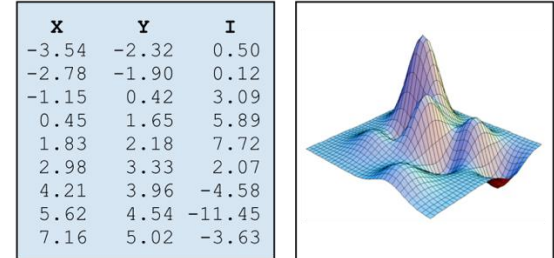 X Y I
-3.54 -2.32 0.50
-2.78 -1.90 0.12
-1.15 0.42 3.09
0.45 1.65 5.89
1.83 2.18 7.72
2.98 3.33 2.07
4.21 3.96 -4.58
5.62 4.54 -11.45
7.16 5.02 -3.63